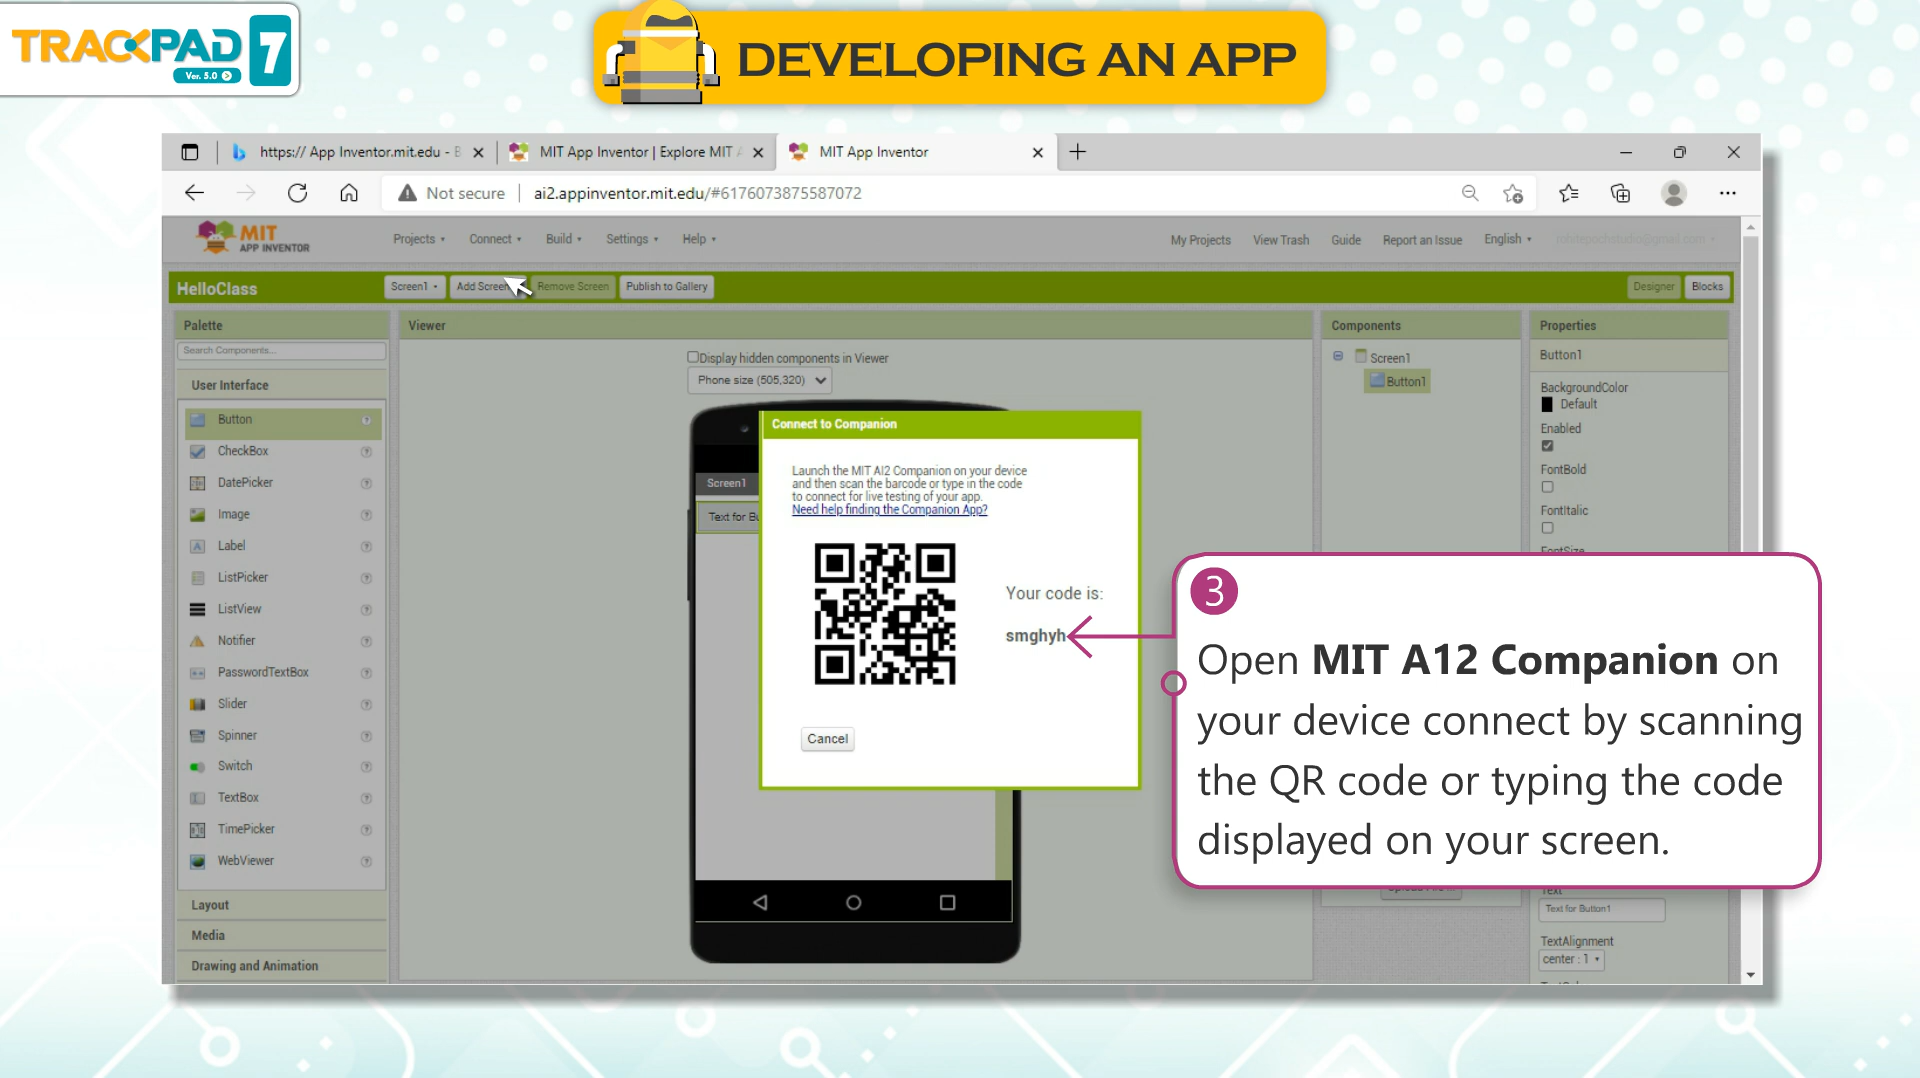 TRACKPAD 7
Ver. 5.0
DEVELOPING AN APP
https:// App Inventor.mit.edu - B
MIT App Inventor | Explore MIT A
MIT App Inventor
Not secure
ai2.appinventor.mit.edu/#6176073875587072
MIT
APP INVENTOR
Projects
Connect
Build
Settings
Help
My Projects
View Trash
Guide
Report an Issue
English
HelloClass
Screen1
Add Screen
Remove Screen
Publish to Gallery
Designer
Blocks
Palette
Search Components...
User Interface
Button
CheckBox
DatePicker
Image
Label
ListPicker
ListView
Notifier
PasswordTextBox
Slider
Spinner
Switch
TextBox
TimePicker
WebViewer
Layout
Media
Drawing and Animation
Viewer
Display hidden components in Viewer
Phone size (505,320)
Screen1
Text for Bu
Connect to Companion
Launch the MIT AI2 Companion on your device
and then scan the barcode or type in the code
to connect for live testing of your app.
Need help finding the Companion App?
Your code is:
smghyh
Cancel
Components
Screen1
Button1
Properties
Button1
BackgroundColor
Default
Enabled
FontBold
FontItalic
FontSize
3
Open MIT A12 Companion on
your device connect by scanning
the QR code or typing the code
displayed on your screen.
Text
Text for Button1
TextAlignment
center : 1